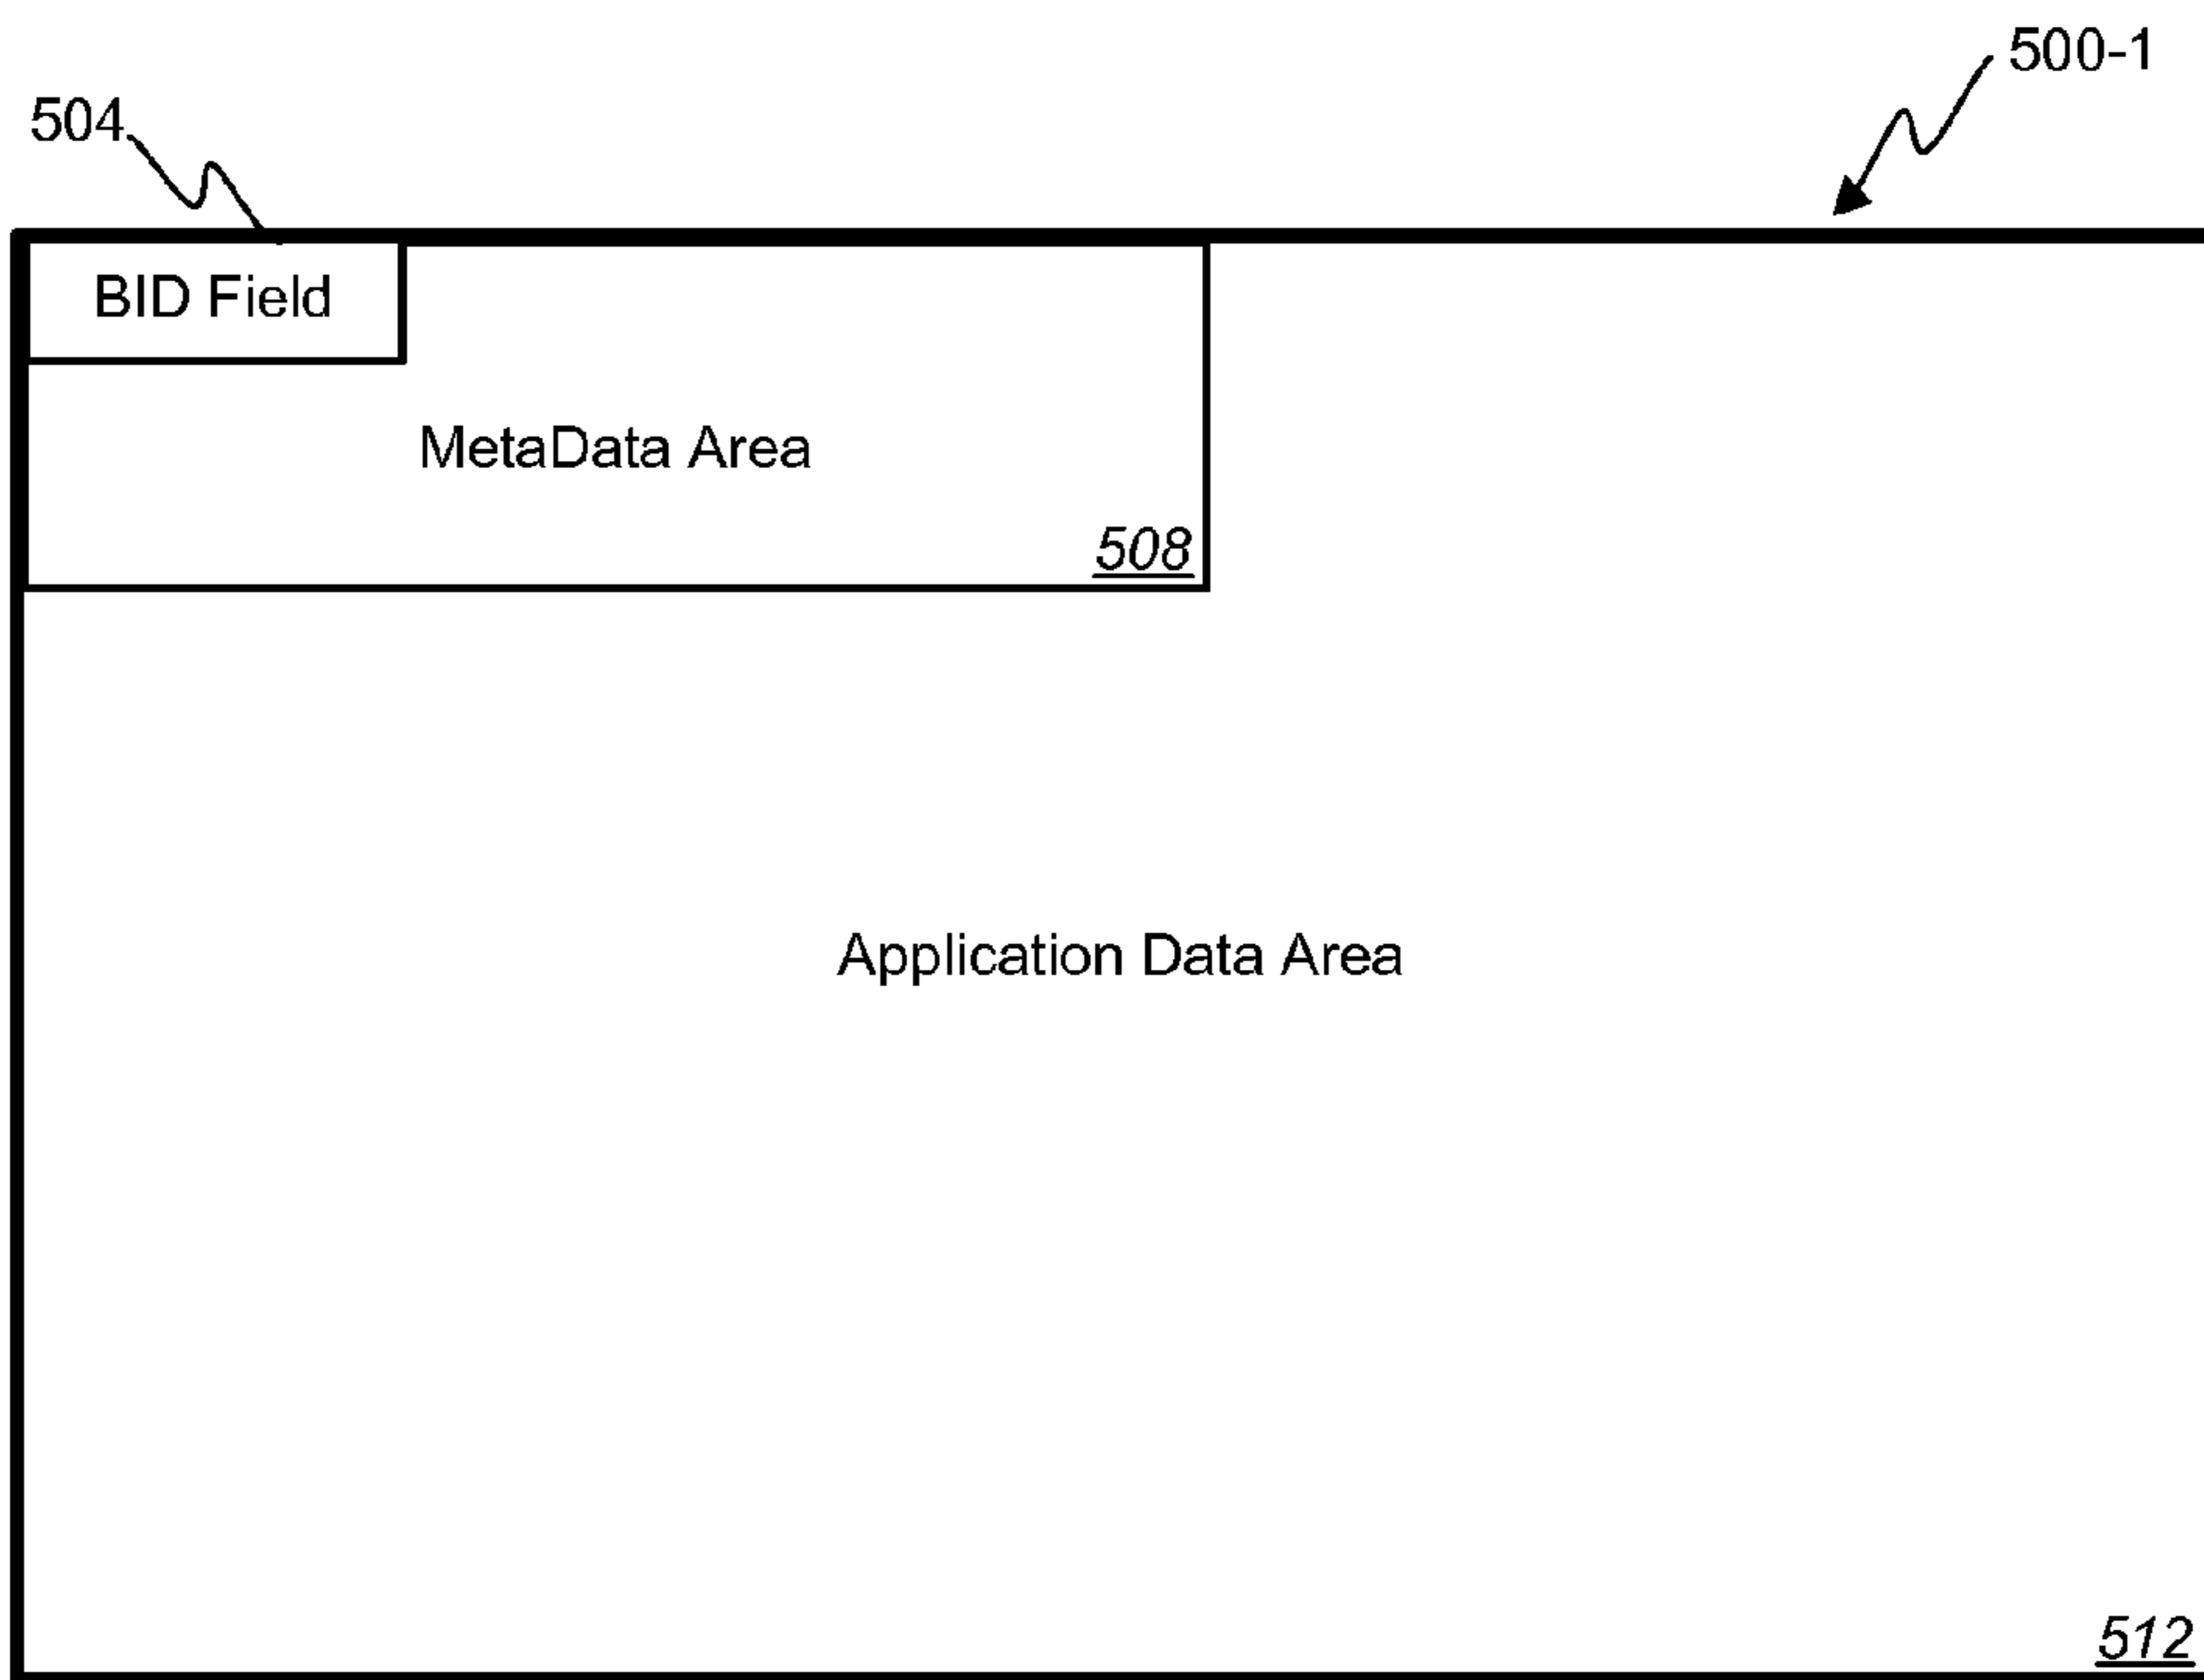 500-1
504
BID Field
MetaData Area
508
Application Data Area
512